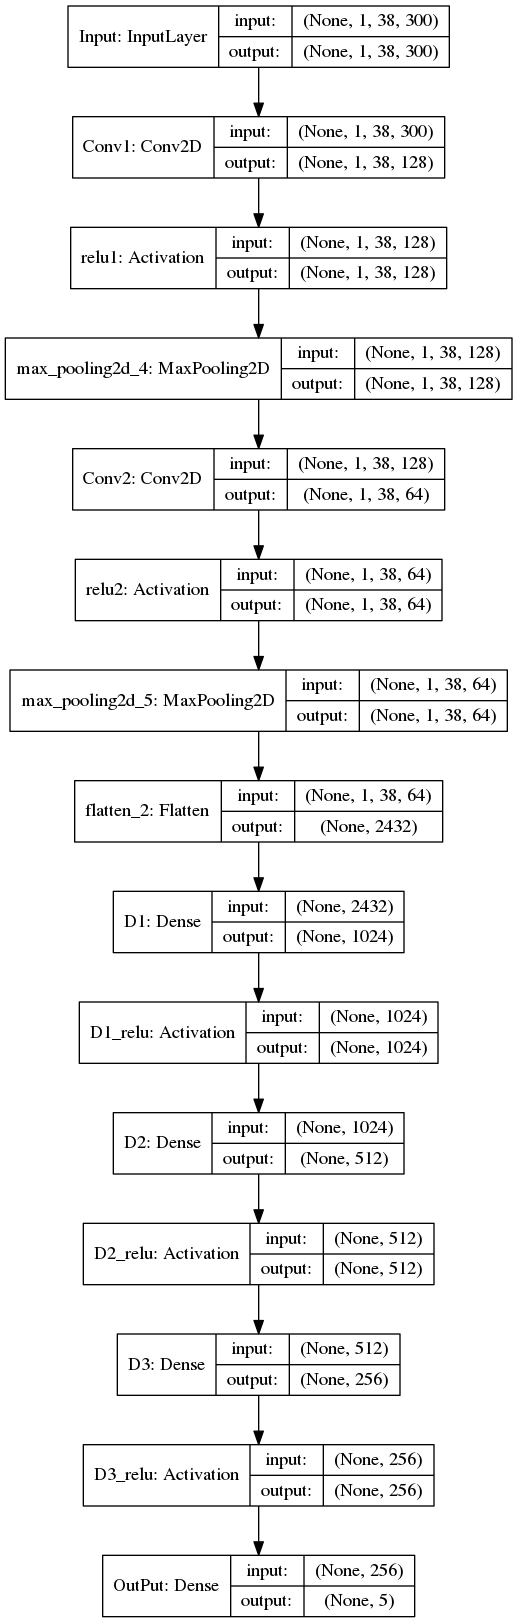 Input: InputLayer
input: (None, 1, 38, 300)
output: (None, 1, 38, 300)
Conv1: Conv2D
input: (None, 1, 38, 300)
output: (None, 1, 38, 128)
relu1: Activation
input: (None, 1, 38, 128)
output: (None, 1, 38, 128)
max_pooling2d_4: MaxPooling2D
input: (None, 1, 38, 128)
output: (None, 1, 38, 128)
Conv2: Conv2D
input: (None, 1, 38, 128)
output: (None, 1, 38, 64)
relu2: Activation
input: (None, 1, 38, 64)
output: (None, 1, 38, 64)
max_pooling2d_5: MaxPooling2D
input: (None, 1, 38, 64)
output: (None, 1, 38, 64)
flatten_2: Flatten
input: (None, 1, 38, 64)
output: (None, 2432)
D1: Dense
input: (None, 2432)
output: (None, 1024)
D1_relu: Activation
input: (None, 1024)
output: (None, 1024)
D2: Dense
input: (None, 1024)
output: (None, 512)
D2_relu: Activation
input: (None, 512)
output: (None, 512)
D3: Dense
input: (None, 512)
output: (None, 256)
D3_relu: Activation
input: (None, 256)
output: (None, 256)
OutPut: Dense
input: (None, 256)
output: (None, 5)